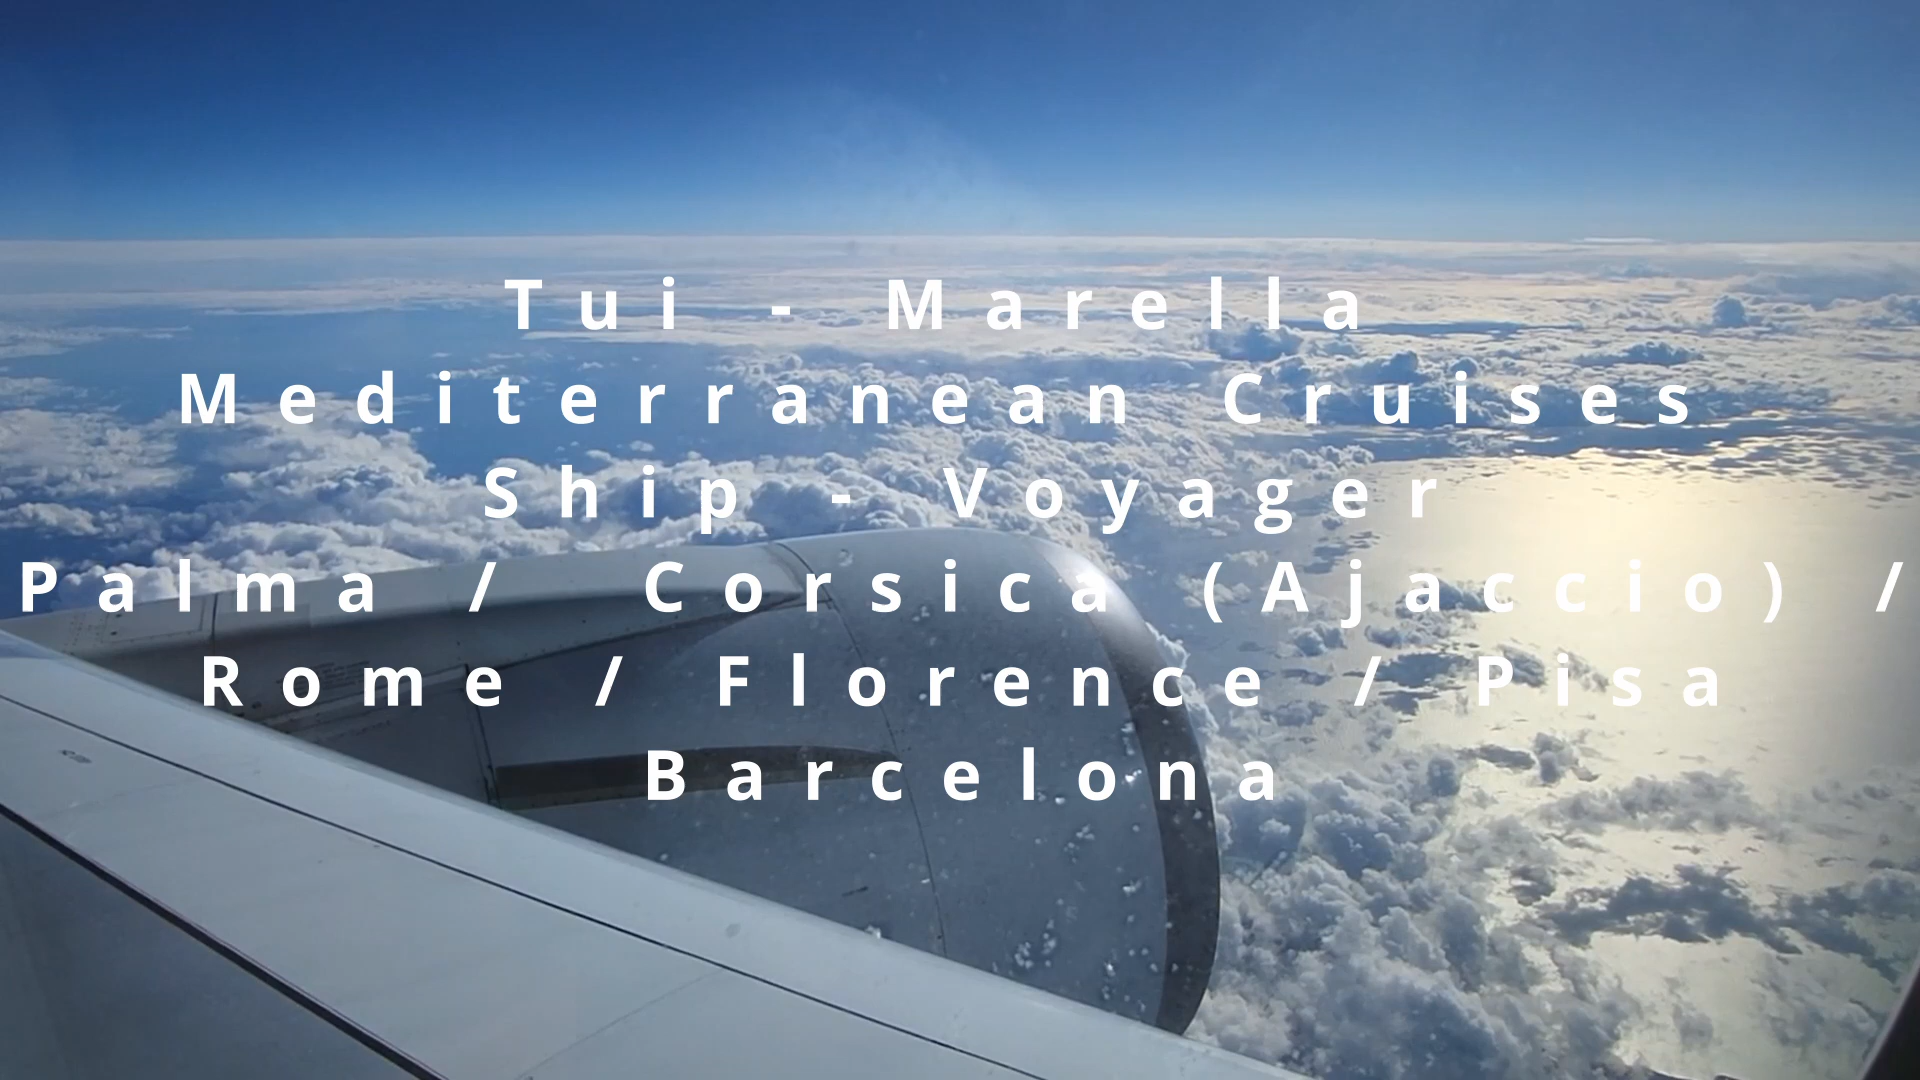 Tui - Marella
Mediterranean Cruises
Ship - Voyager
Palma / Corsica (Ajaccio) /
Rome / Florence / Pisa
Barcelona